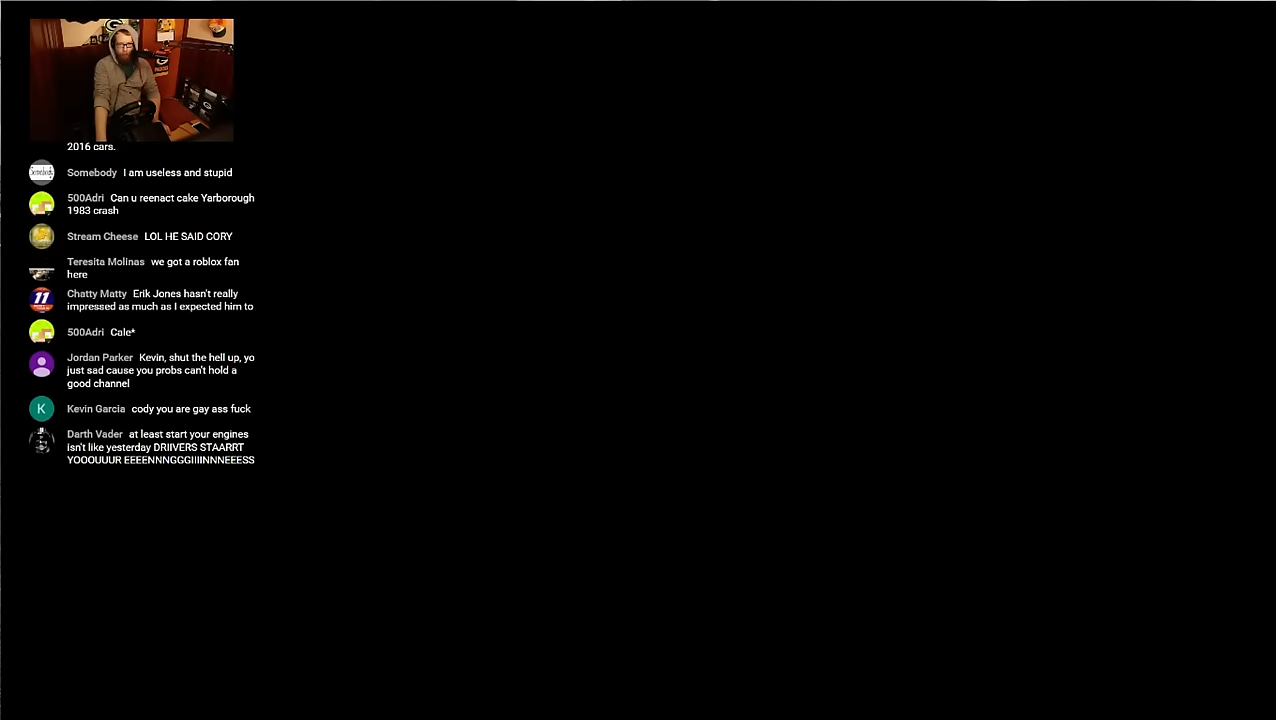 2016 cars.
Somebody I am useless and stupid
500Adri Can u reenact cake Yarborough
1983 crash
Stream Cheese LOL HE SAID CORY
Teresita Molinas we got a roblox fan
here
Chatty Matty Erik Jones hasn't really
impressed as much as I expected him to
500Adri Cale*
Jordan Parker Kevin, shut the hell up, yo
just sad cause you probs can't hold a
good channel
K Kevin Garcia cody you are gay ass fuck
Darth Vader at least start your engines
isn't like yesterday DRIIVERS STAARRT
YOOOUUUR EEEENNNGGGIIIINNNEEESS